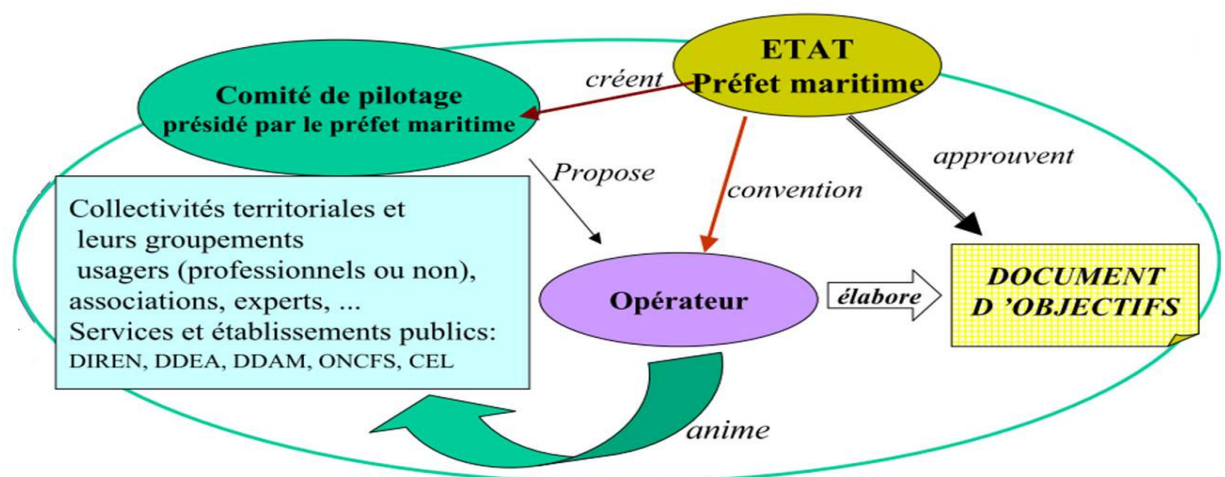 ETAT
Préfet maritime
créent
Comité de pilotage
présidé par le préfet maritime
Propose
convention
approuvent
Collectivités territoriales et
leurs groupements
usagers (professionnels ou non),
associations, experts, ...
Services et établissements publics:
DIREN, DDEA, DDAM, ONCFS, CEL
Opérateur
élabore
DOCUMENT
D ’OBJECTIFS
anime